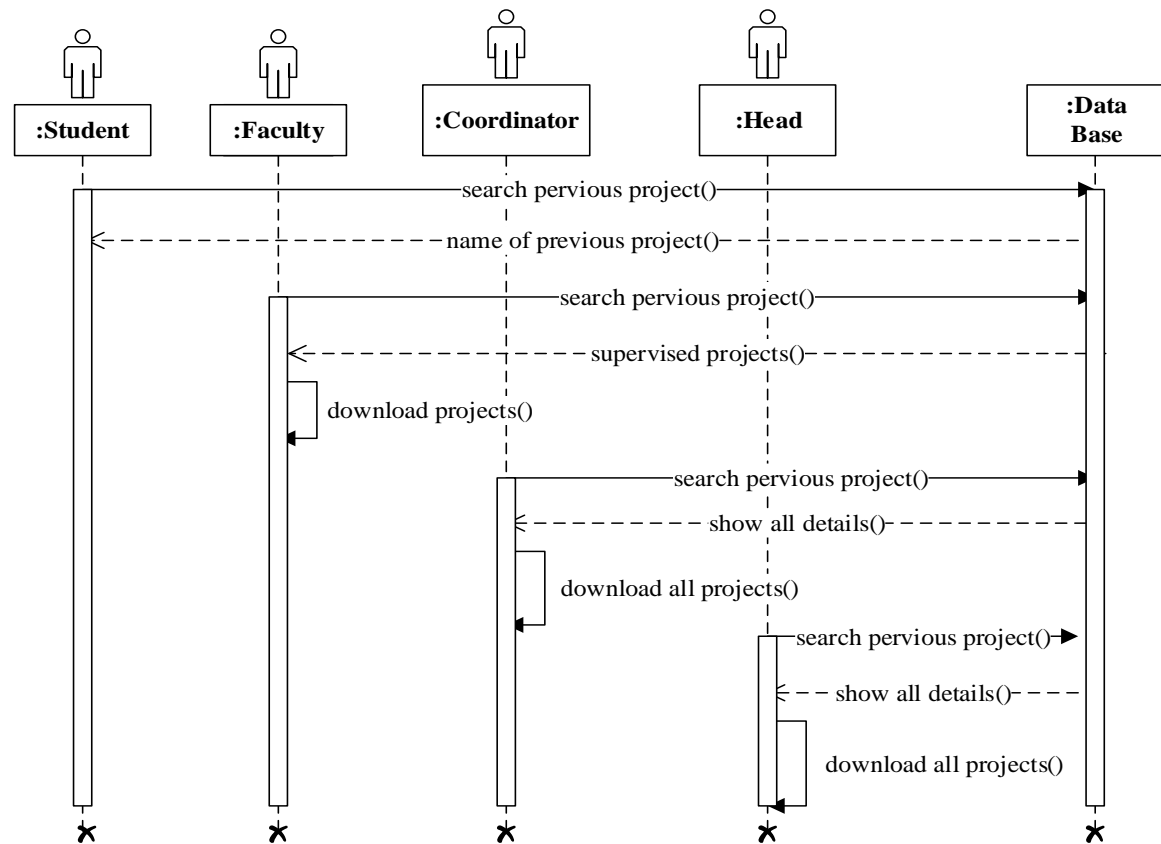 :Student
:Faculty
:Coordinator
:Head
:Data
Base
search pervious project()
name of previous project()
search pervious project()
supervised projects()
download projects()
search pervious project()
show all details()
download all projects()
search pervious project()
show all details()
download all projects()